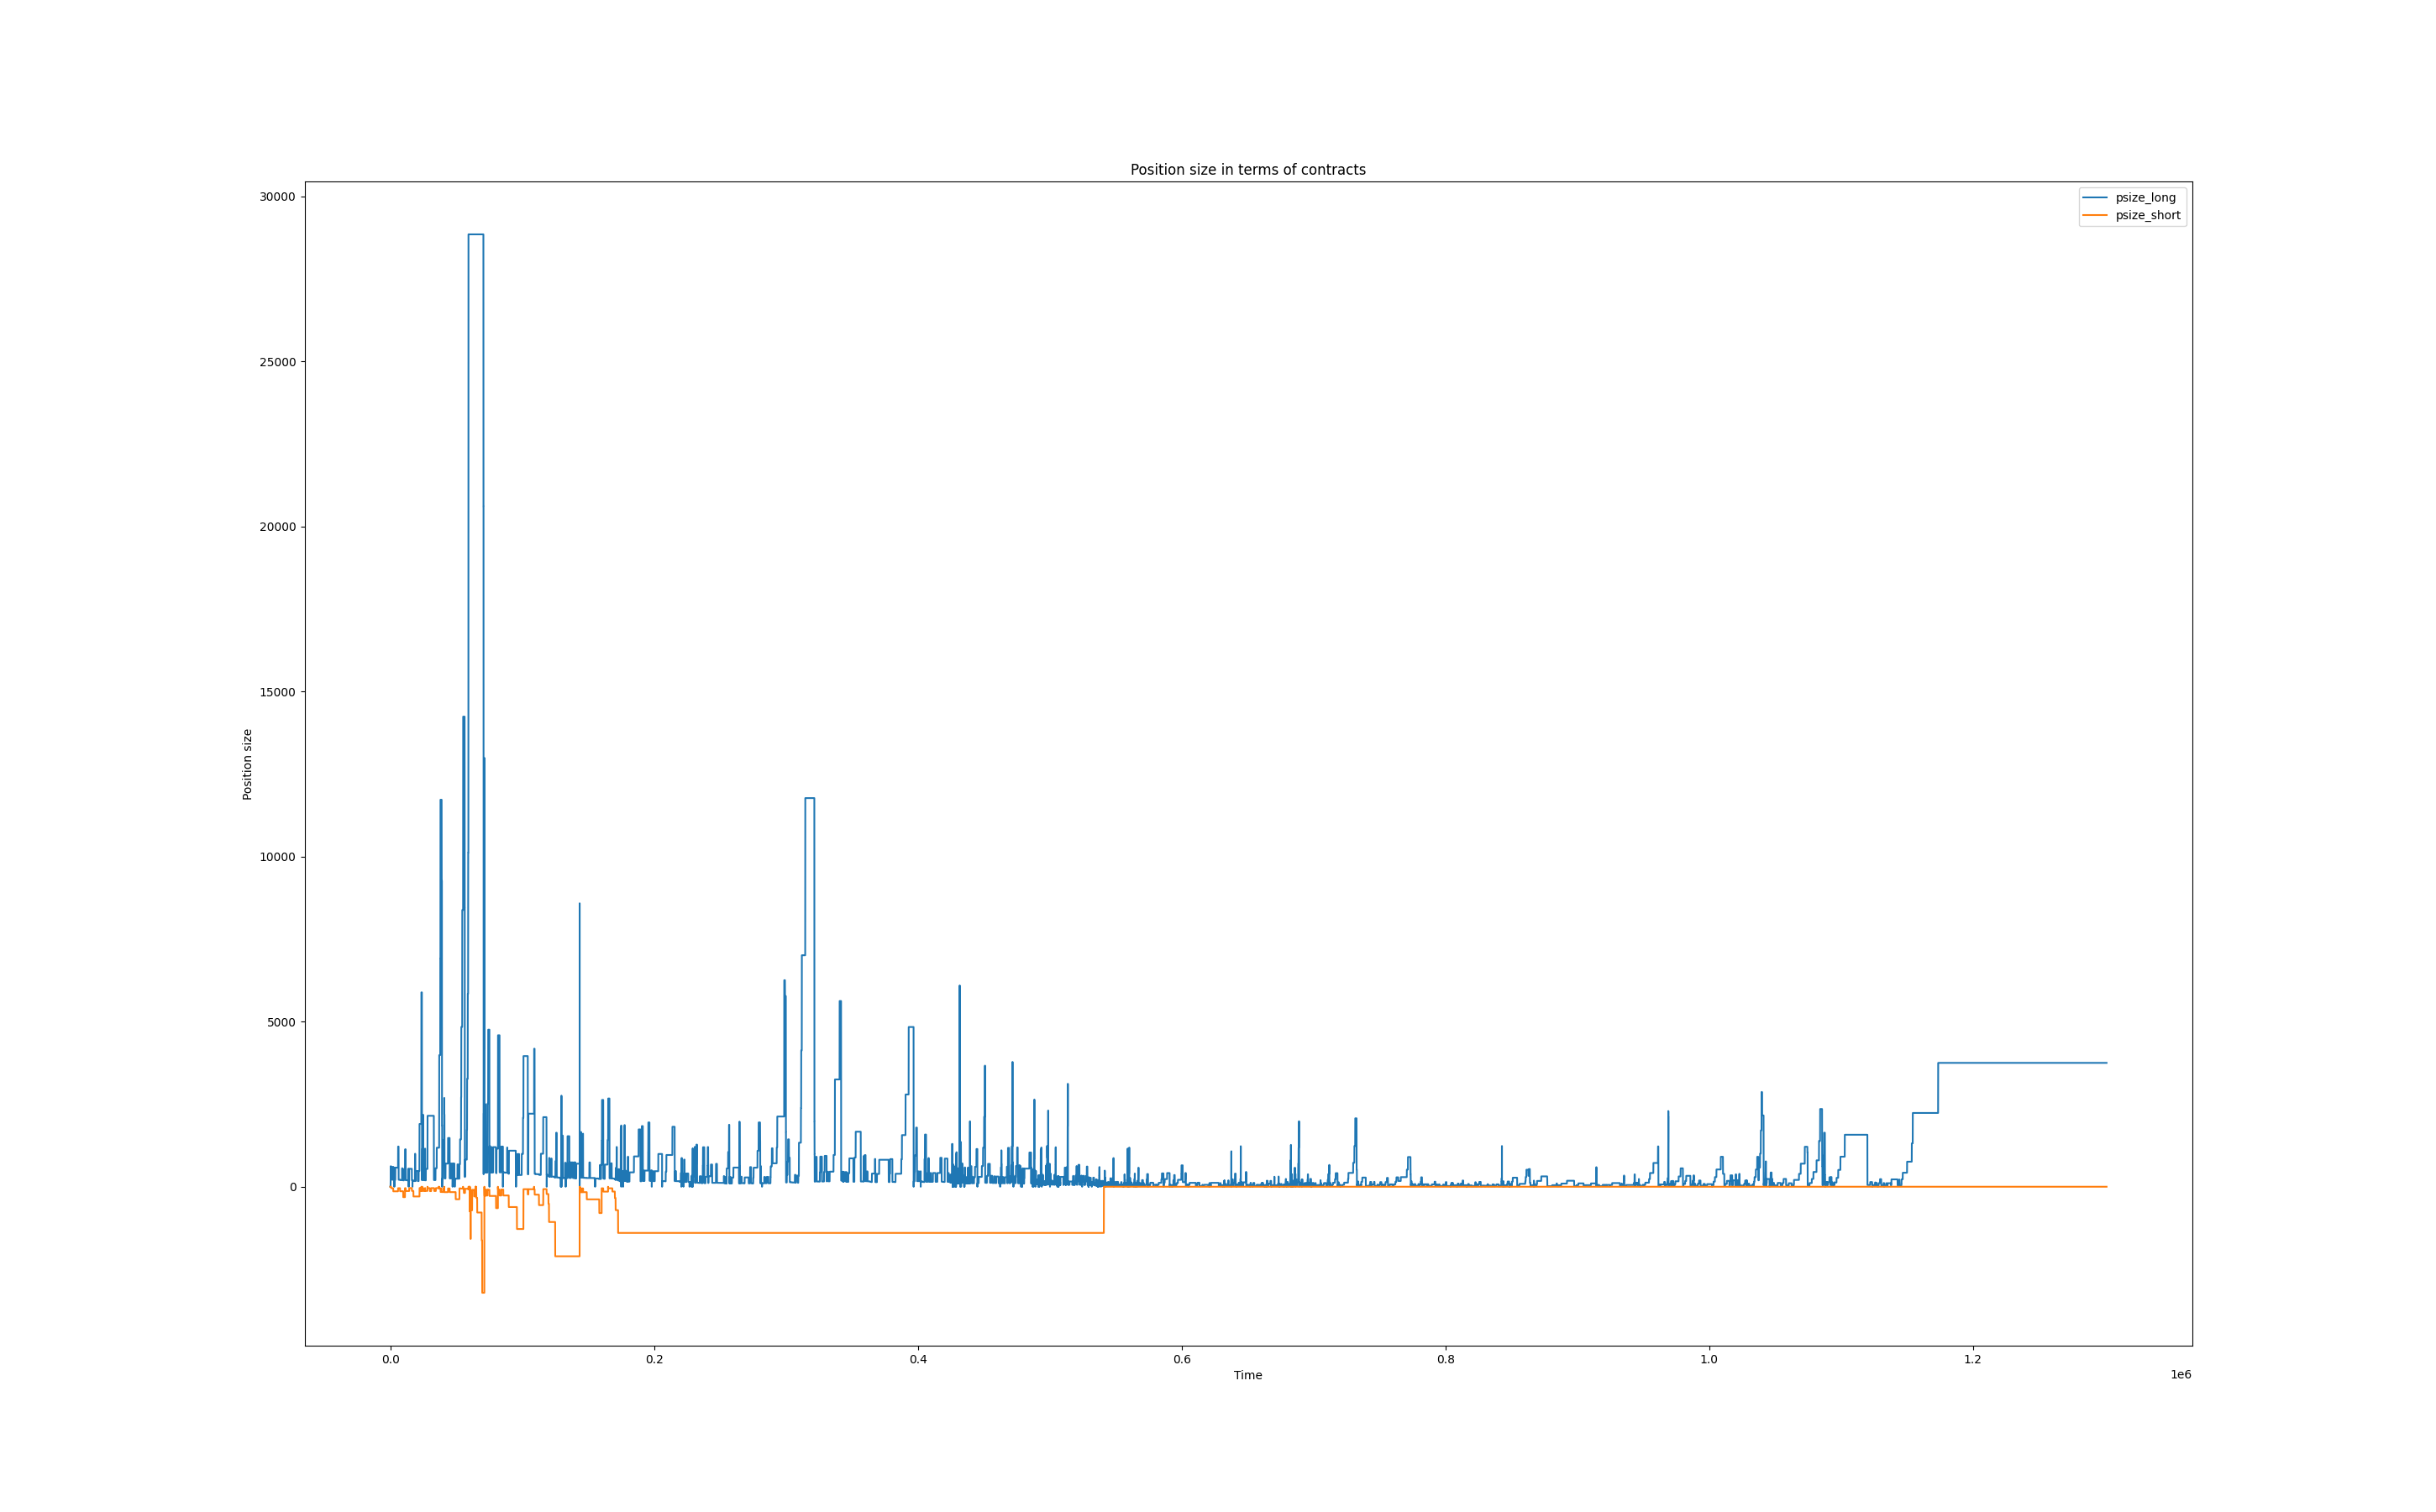 Position size in terms of contracts
psize_long
psize_short
30000
25000
20000
15000
10000
5000
0
Position size
0.0
0.2
0.4
0.6
0.8
1.0
1.2
Time
1e6